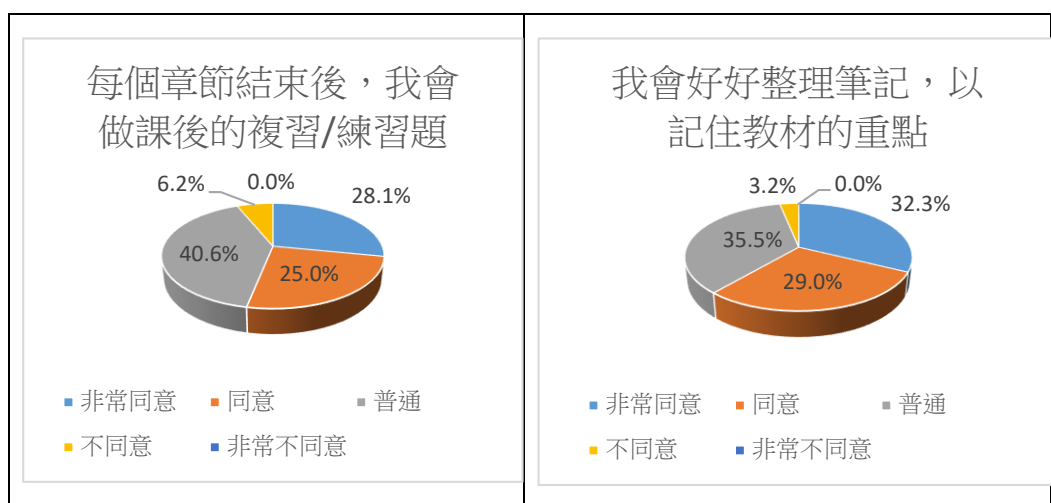 每個章節結束後，我會
做課後的複習/練習題
6.2%
0.0%
28.1%
40.6%
25.0%
非常同意
同意
普通
不同意
非常不同意
我會好好整理筆記，以
記住教材的重點
3.2%
0.0%
32.3%
35.5%
29.0%
非常同意
同意
普通
不同意
非常不同意